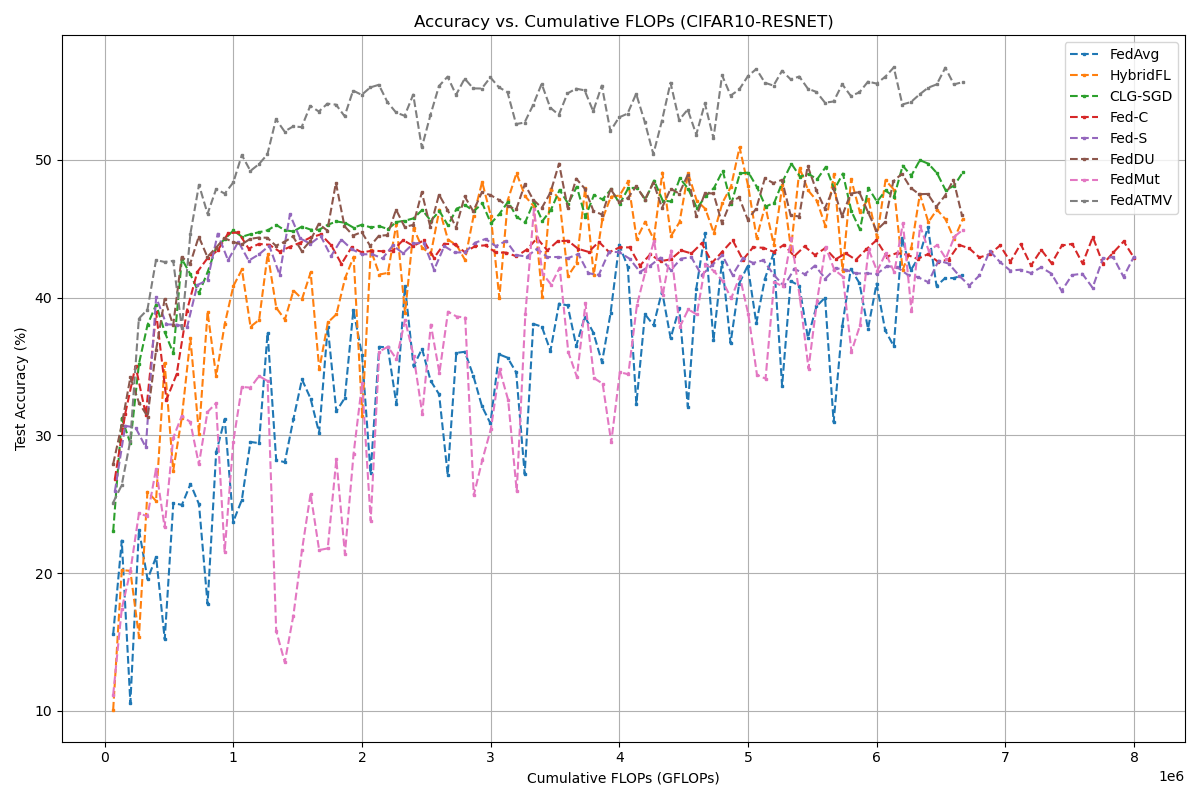 Accuracy vs. Cumulative FLOPs (CIFAR10-RESNET)
FedAvg
HybridFL
CLG-SGD
Fed-C
Fed-S
FedDU
FedMut
FedATMV
Test Accuracy (%)
50
40
30
20
10
0 1 2 3 4 5 6 7 8
1e6
Cumulative FLOPs (GFLOPs)